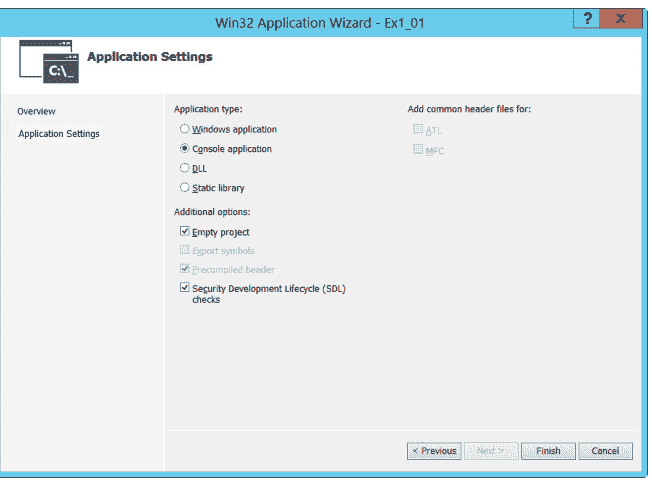 Win32 Application Wizard - Ex1_01
? X
C:\_
Application Settings
Overview
Application Settings
Application type:
Windows application
Console application
DLL
Static library
Additional options:
Empty project
Export symbols
Precompiled header
Security Development Lifecycle (SDL)
checks
Add common header files for:
ATL
MFC
< Previous
Next >
Finish
Cancel